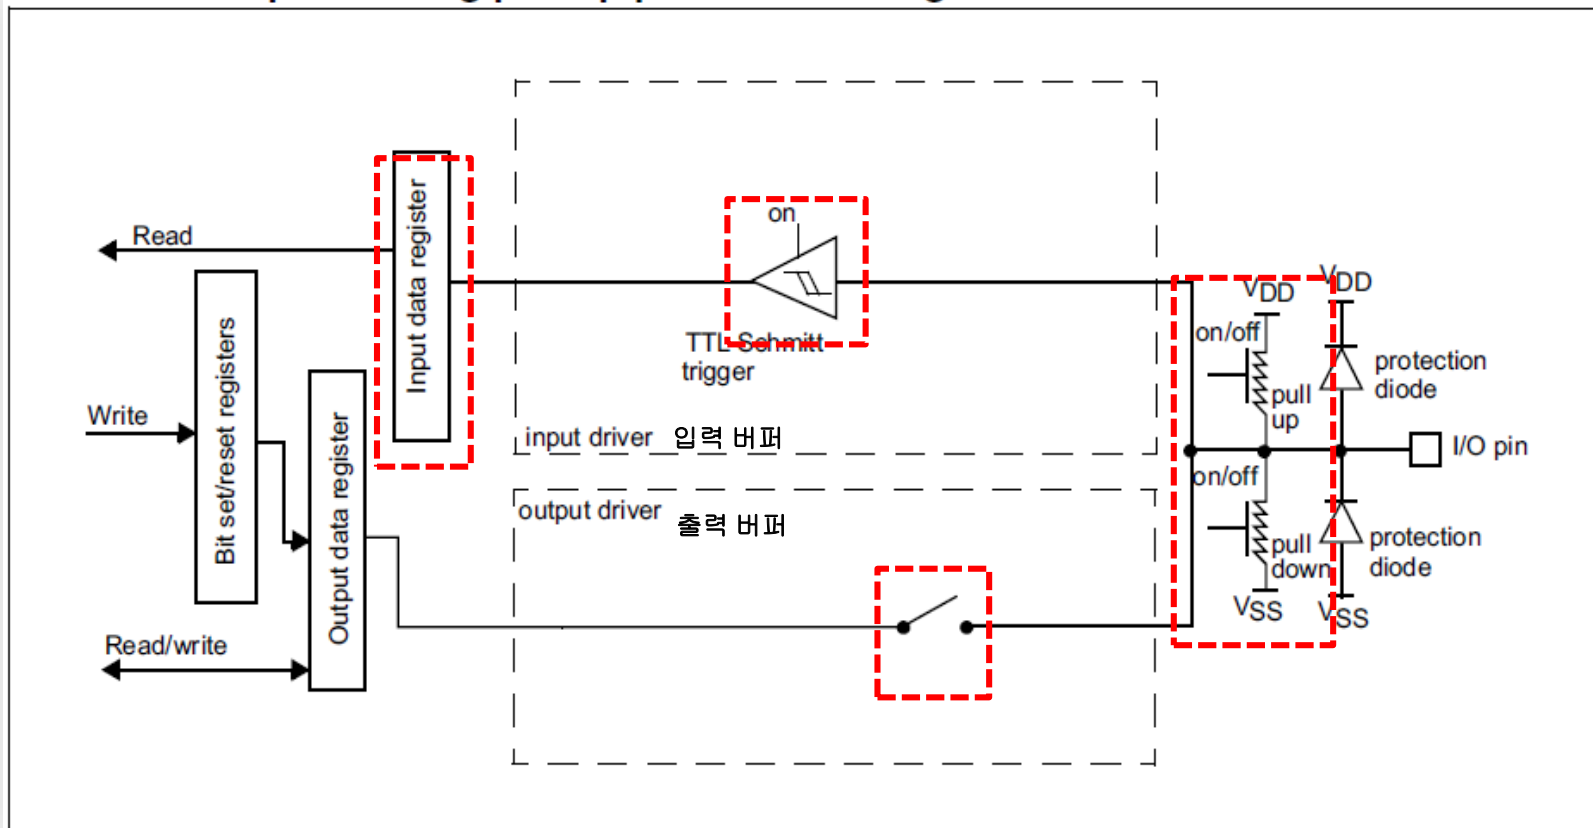 Read
Input data register
on
TTL Schmitt
trigger
input driver 입력 버퍼
Bit set/reset registers
Write
Output data register
Read/write
output driver 출력 버퍼
VDD
VDD
on/off
pull
up
protection
diode
I/O pin
on/off
pull
down
protection
diode
VSS
VSS